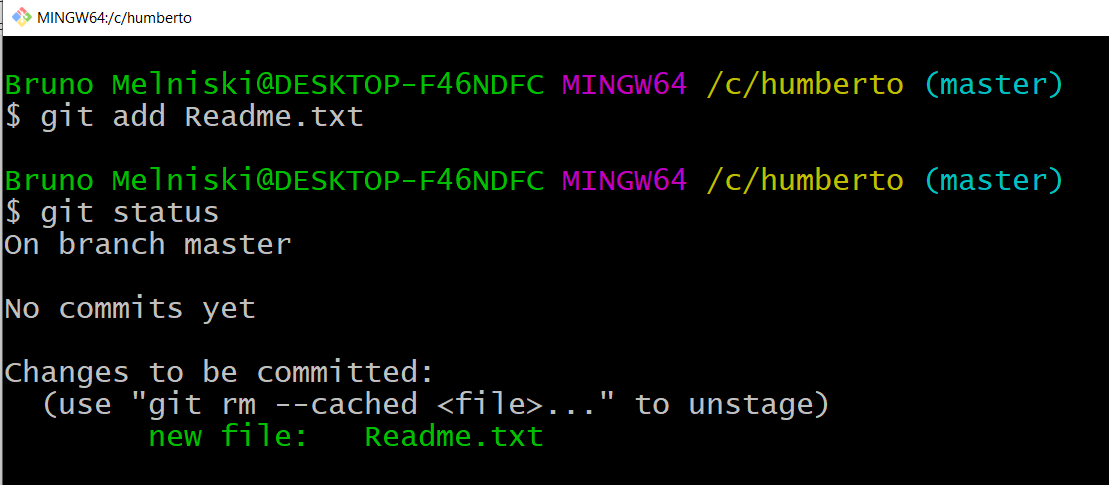 MINGW64:/c/humberto
Bruno Melniski@DESKTOP-F46NDFC MINGW64 /c/humberto (master)
$ git add Readme.txt
Bruno Melniski@DESKTOP-F46NDFC MINGW64 /c/humberto (master)
$ git status
On branch master
No commits yet
Changes to be committed:
  (use "git rm --cached <file>..." to unstage)
        new file:   Readme.txt